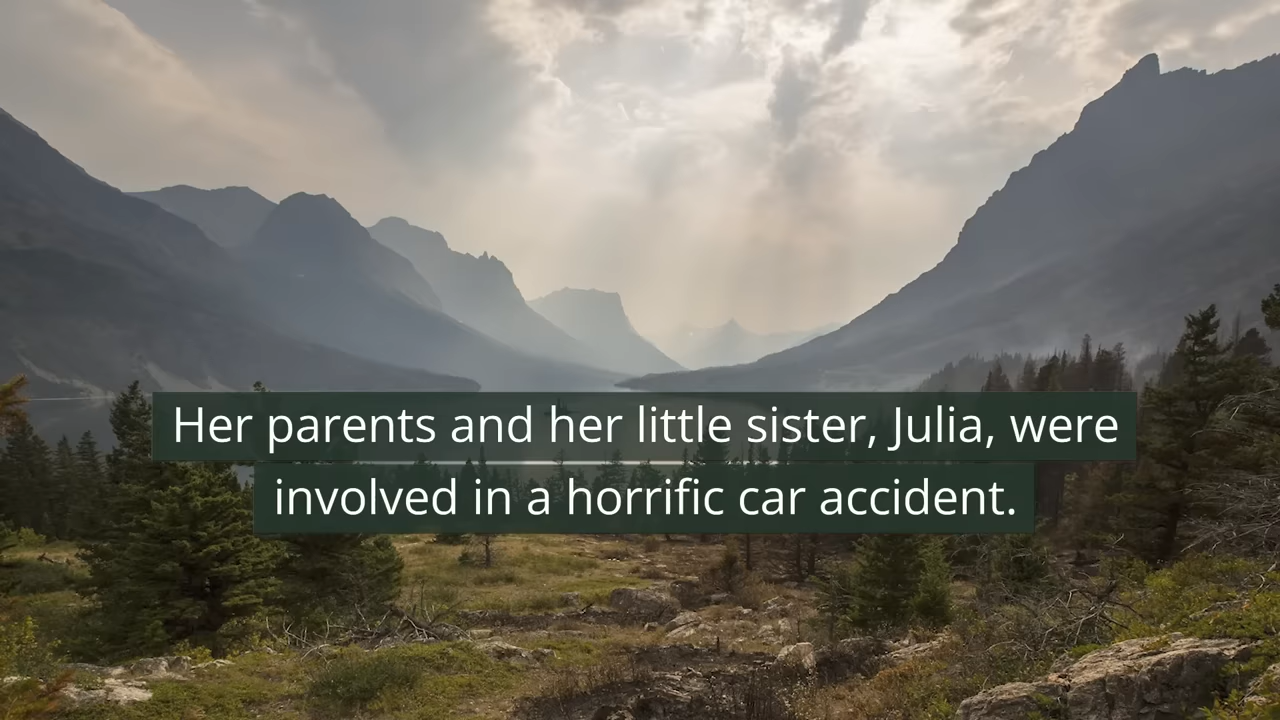 Her parents and her little sister, Julia, were
involved in a horrific car accident.